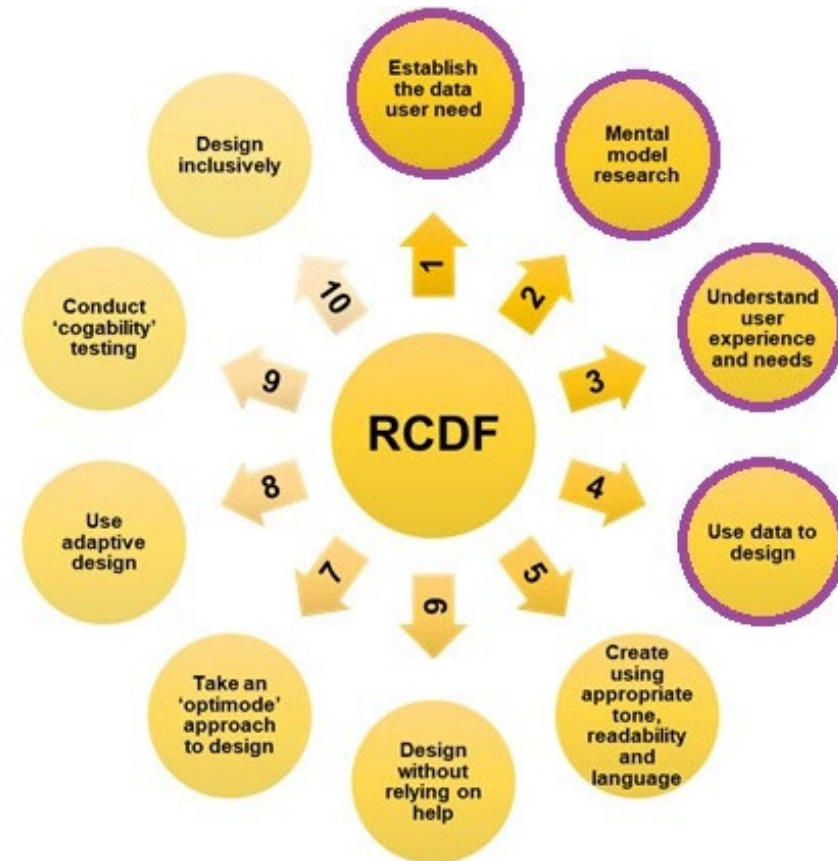 Establish
the data
user need
1
Mental
model
research
2
Understand
user
experience
and needs
3
Use data to
design
4
Create
using
appropriate
tone,
readability
and
language
5
Design
without
relying on
help
6
Take an
‘optimode’
approach
to design
7
Use
adaptive
design
8
Conduct
‘cogability’
testing
9
Design
inclusively
10
RCDF